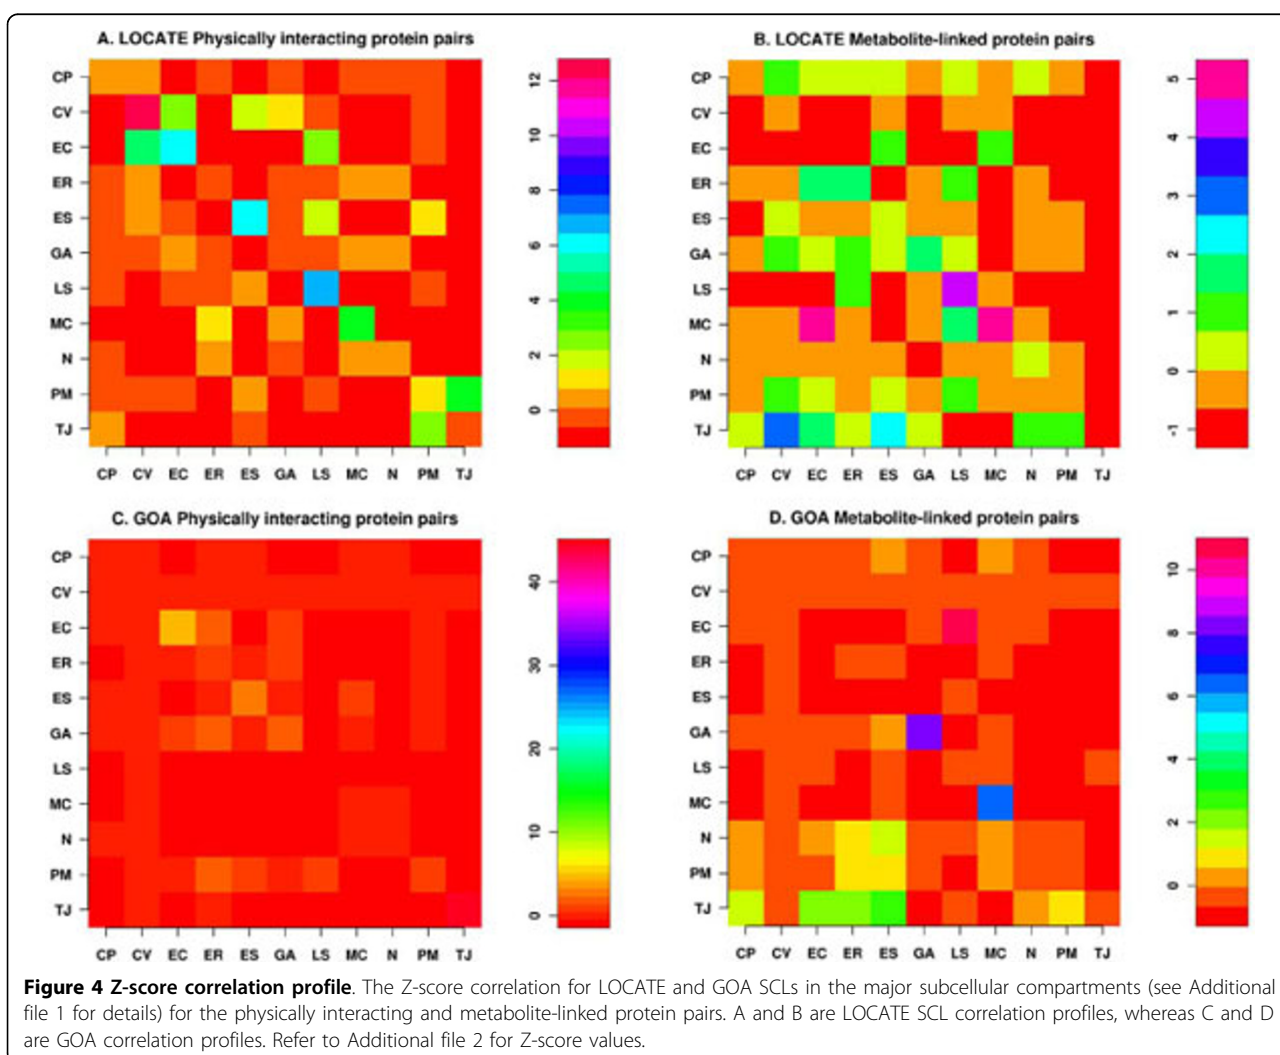 A. LOCATE Physically interacting protein pairs
CP
CV
EC
ER
ES
GA
LS
MC
N
PM
TJ
CP CV EC ER ES GA LS MC N PM TJ
12
10
8
6
4
2
0
B. LOCATE Metabolite-linked protein pairs
CP
CV
EC
ER
ES
GA
LS
MC
N
PM
TJ
CP CV EC ER ES GA LS MC N PM TJ
5
4
3
2
1
0
-1
C. GOA Physically interacting protein pairs
CP
CV
EC
ER
ES
GA
LS
MC
N
PM
TJ
CP CV EC ER ES GA LS MC N PM TJ
40
30
20
10
0
D. GOA Metabolite-linked protein pairs
CP
CV
EC
ER
ES
GA
LS
MC
N
PM
TJ
CP CV EC ER ES GA LS MC N PM TJ
10
8
6
4
2
0
Figure 4 Z-score correlation profile. The Z-score correlation for LOCATE and GOA SCLs in the major subcellular compartments (see Additional
file 1 for details) for the physically interacting and metabolite-linked protein pairs. A and B are LOCATE SCL correlation profiles, whereas C and D
are GOA correlation profiles. Refer to Additional file 2 for Z-score values.